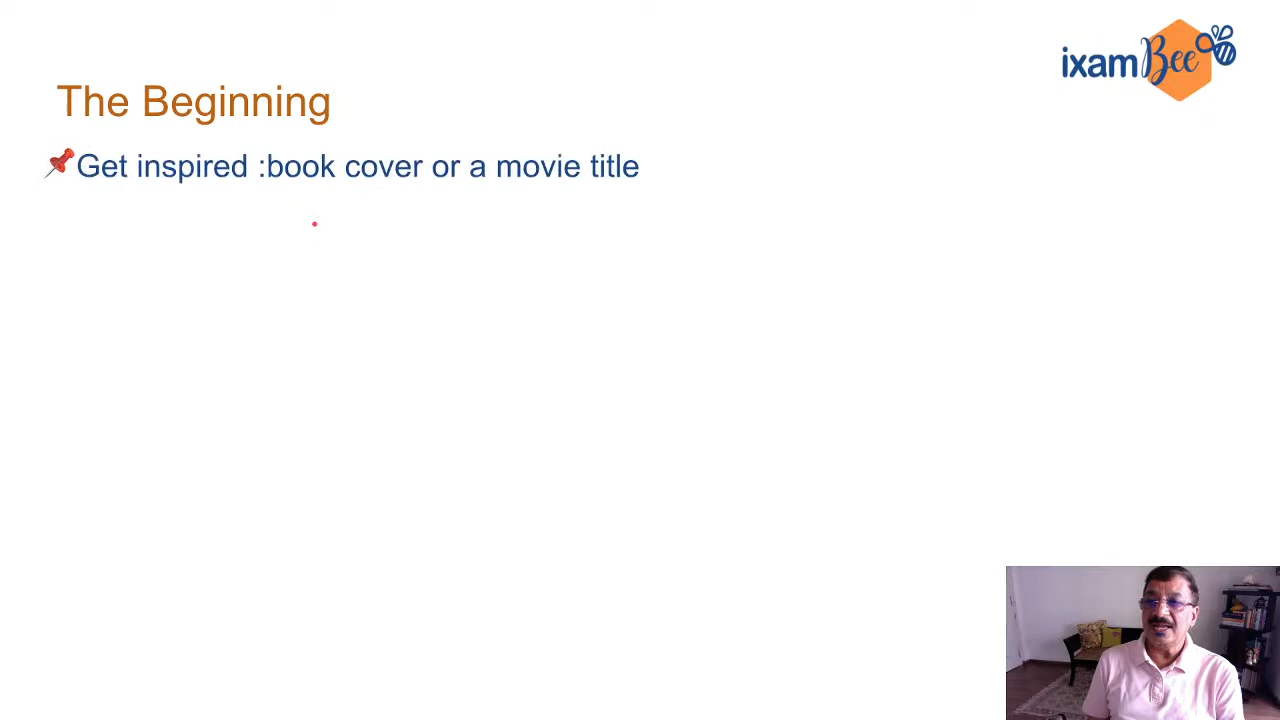 ixamBee
The Beginning
📌Get inspired :book cover or a movie title